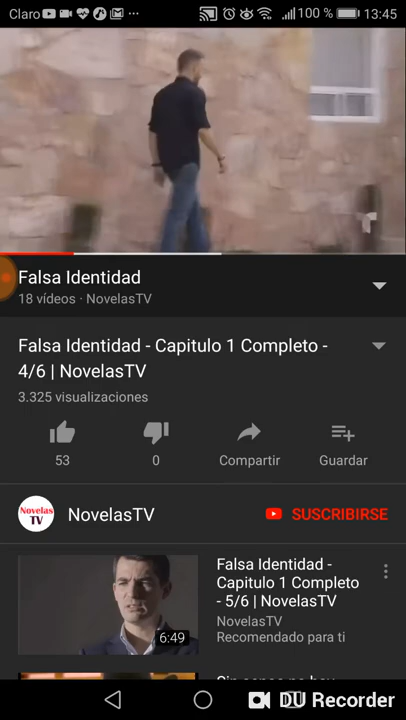 Claro 100 % 13:45
Falsa Identidad
18 vídeos · NovelasTV
Falsa Identidad - Capitulo 1 Completo -
4/6 | NovelasTV
3.325 visualizaciones
53 0 Compartir Guardar
Novelas
TV
NovelasTV
SUSCRIBIRSE
6:49
Falsa Identidad -
Capitulo 1 Completo
- 5/6 | NovelasTV
NovelasTV
Recomendado para ti
DU Recorder